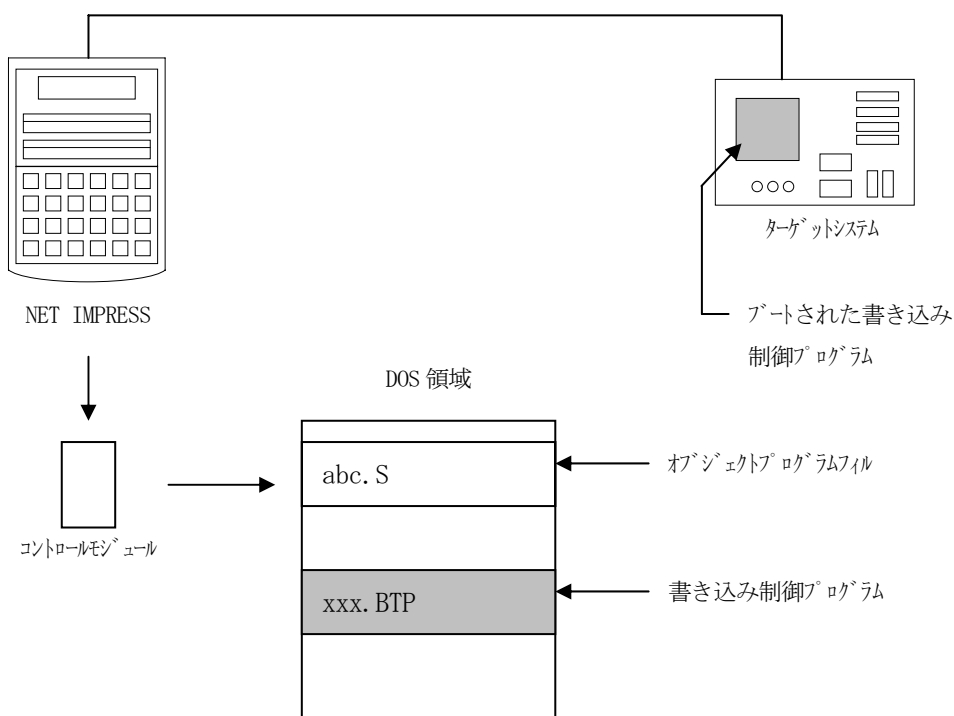 ﾀｰｹﾞｯﾄｼｽﾃﾑ
NET IMPRESS
ﾌﾞｰﾄされた書き込み
制御ﾌﾟﾛｸﾞﾗﾑ
DOS 領域
abc.S
ｵﾌﾞｼﾞｪｸﾄﾌﾟﾛｸﾞﾗﾑﾌｨﾙ
ｺﾝﾄﾛｰﾙﾓｼﾞｭｰﾙ
xxx.BTP
書き込み制御ﾌﾟﾛｸﾞﾗﾑ